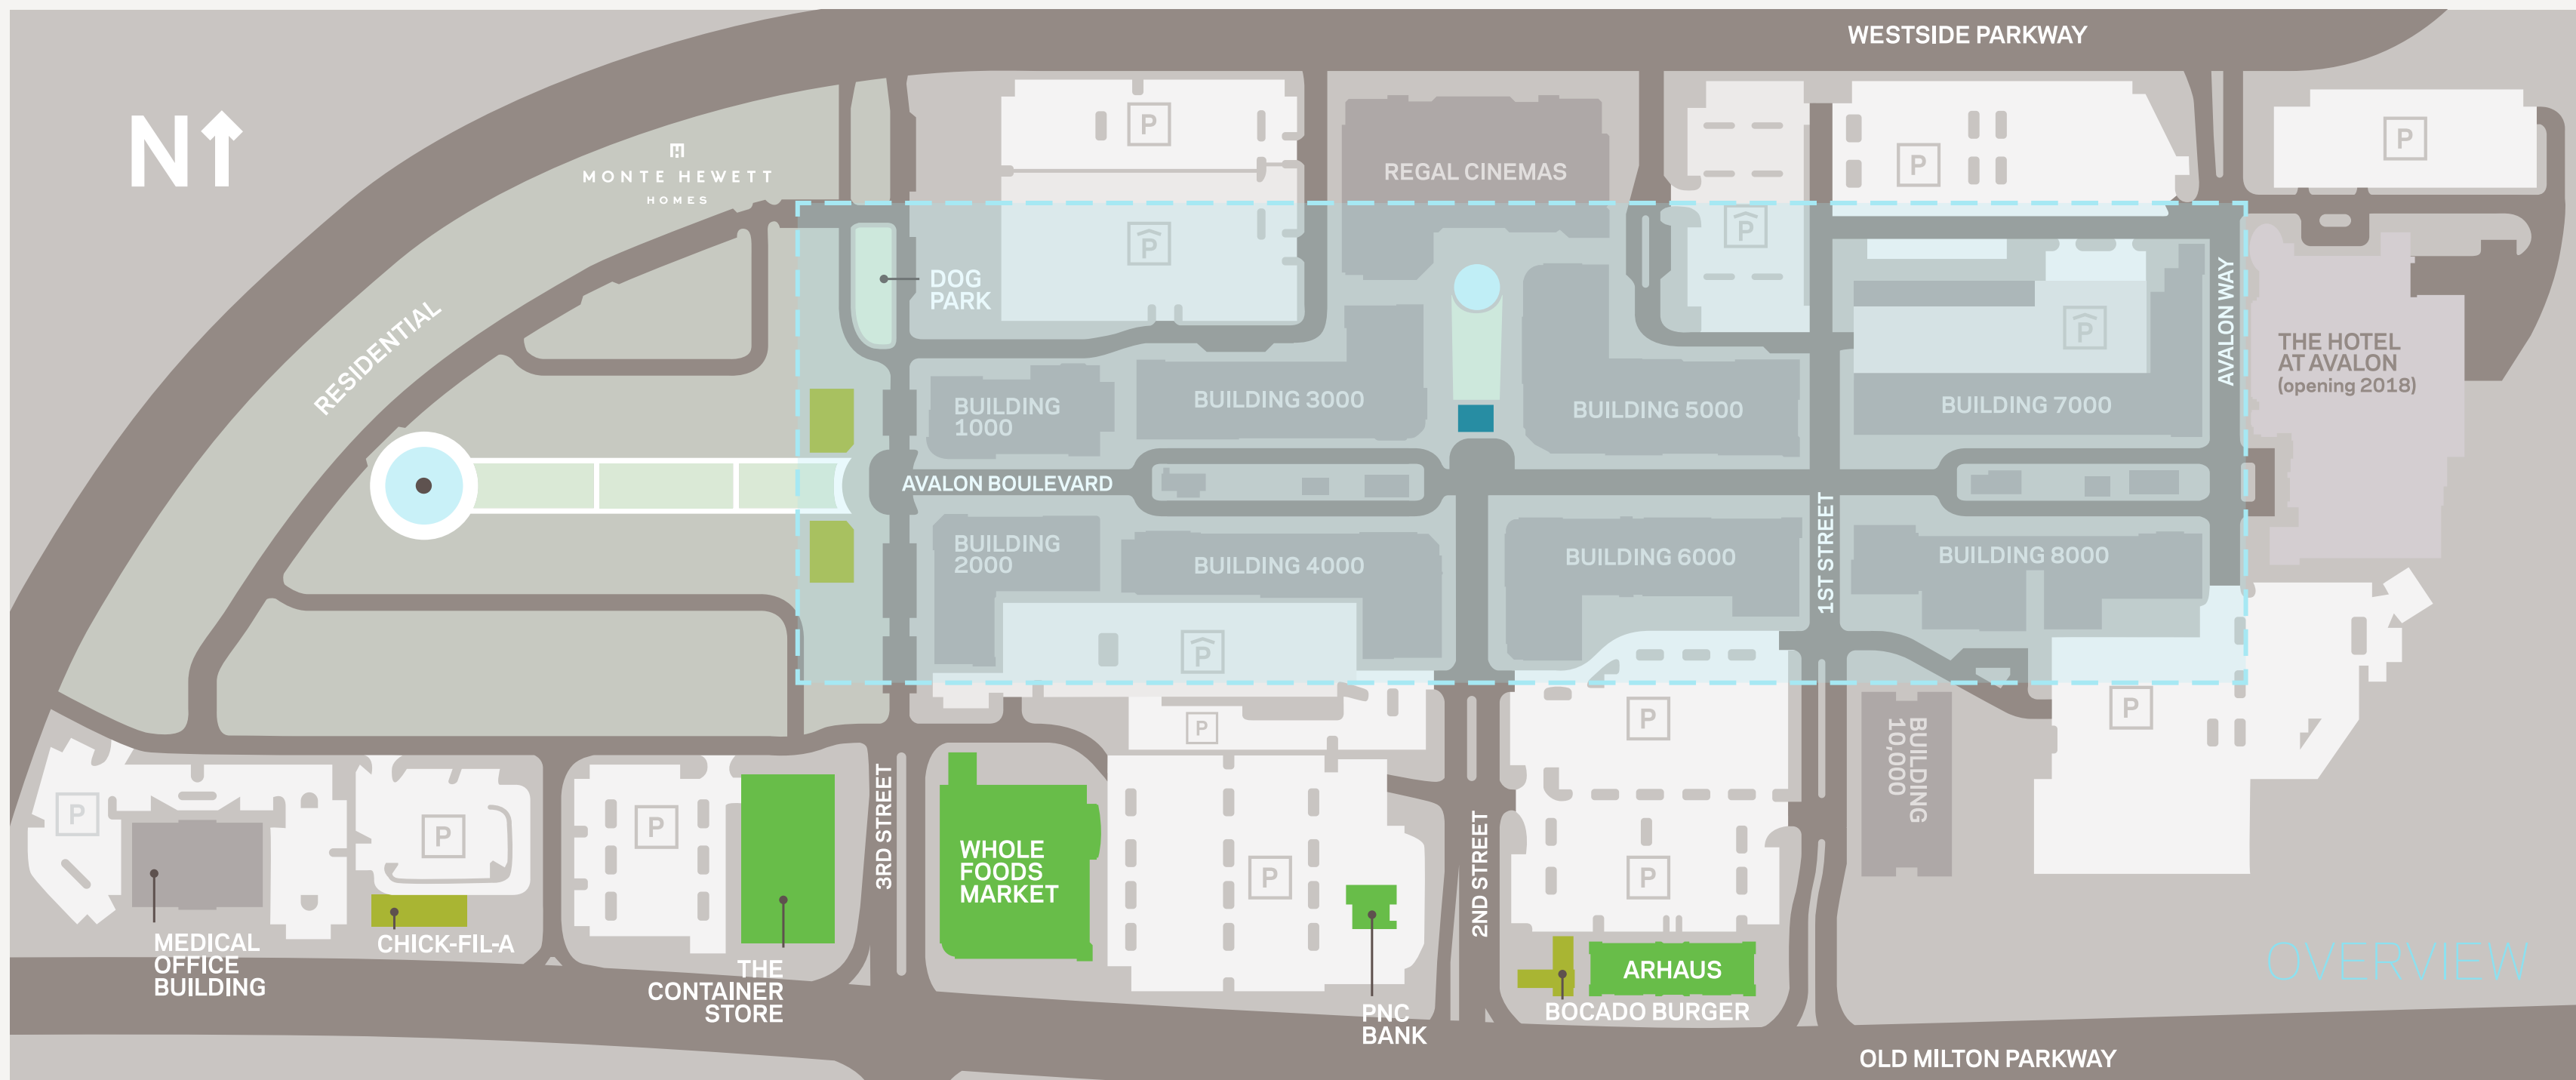 WESTSIDE PARKWAY
N
MONTE HEWETT
HOMES
P
P
P
REGAL CINEMAS
P
P
P
DOG
PARK
RESIDENTIAL
AVALON WAY
P
THE HOTEL
AT AVALON
(opening 2018)
BUILDING
1000
BUILDING 3000
BUILDING 5000
BUILDING 7000
AVALON BOULEVARD
1ST STREET
BUILDING
2000
BUILDING 4000
BUILDING 6000
BUILDING 8000
P
P
P
P
BUILDING
10,000
P
P
P
3RD STREET
WHOLE
FOODS
MARKET
P
2ND STREET
P
MEDICAL
OFFICE
BUILDING
CHICK-FIL-A
THE
CONTAINER
STORE
PNC
BANK
ARHAUS
BOCADO BURGER
OVERVIEW
OLD MILTON PARKWAY